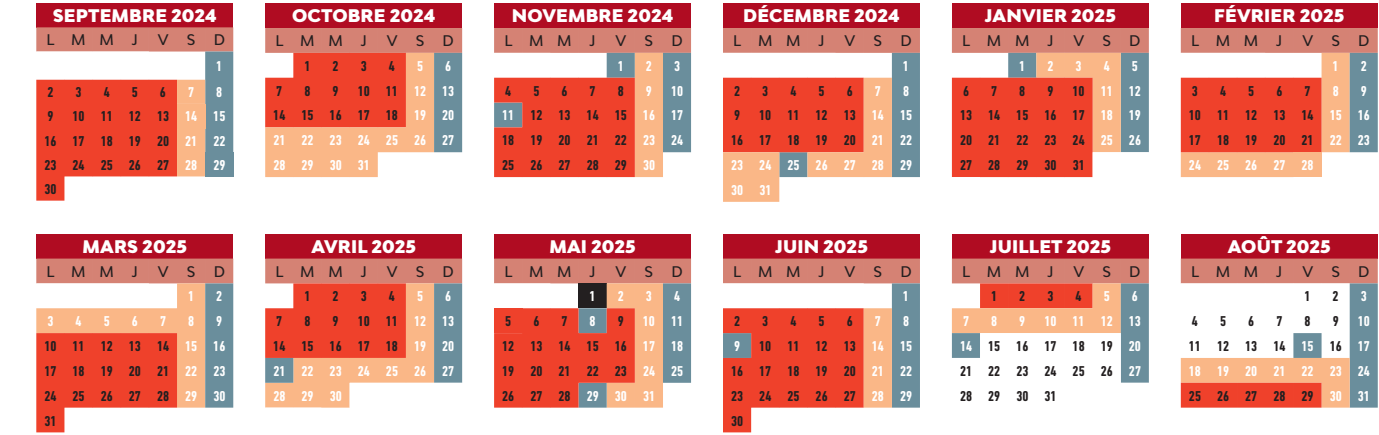 SEPTEMBRE 2024
L M M J V S D
1
2 3 4 5 6 7 8
9 10 11 12 13 14 15
16 17 18 19 20 21 22
23 24 25 26 27 28 29
30
OCTOBRE 2024
L M M J V S D
1 2 3 4 5 6
7 8 9 10 11 12 13
14 15 16 17 18 19 20
21 22 23 24 25 26 27
28 29 30 31
NOVEMBRE 2024
L M M J V S D
1 2 3
4 5 6 7 8 9 10
11 12 13 14 15 16 17
18 19 20 21 22 23 24
25 26 27 28 29 30
DÉCEMBRE 2024
L M M J V S D
1
2 3 4 5 6 7 8
9 10 11 12 13 14 15
16 17 18 19 20 21 22
23 24 25 26 27 28 29
30 31
JANVIER 2025
L M M J V S D
1 2 3 4 5
6 7 8 9 10 11 12
13 14 15 16 17 18 19
20 21 22 23 24 25 26
27 28 29 30 31
FÉVRIER 2025
L M M J V S D
1 2
3 4 5 6 7 8 9
10 11 12 13 14 15 16
17 18 19 20 21 22 23
24 25 26 27 28
MARS 2025
L M M J V S D
1 2
3 4 5 6 7 8 9
10 11 12 13 14 15 16
17 18 19 20 21 22 23
24 25 26 27 28 29 30
31
AVRIL 2025
L M M J V S D
1 2 3 4 5 6
7 8 9 10 11 12 13
14 15 16 17 18 19 20
21 22 23 24 25 26 27
28 29 30
MAI 2025
L M M J V S D
1 2 3 4
5 6 7 8 9 10 11
12 13 14 15 16 17 18
19 20 21 22 23 24 25
26 27 28 29 30 31
JUIN 2025
L M M J V S D
1
2 3 4 5 6 7 8
9 10 11 12 13 14 15
16 17 18 19 20 21 22
23 24 25 26 27 28 29
30
JUILLET 2025
L M M J V S D
1 2 3 4 5 6
7 8 9 10 11 12 13
14 15 16 17 18 19 20
21 22 23 24 25 26 27
28 29 30 31
AOÛT 2025
L M M J V S D
1 2 3
4 5 6 7 8 9 10
11 12 13 14 15 16 17
18 19 20 21 22 23 24
25 26 27 28 29 30 31